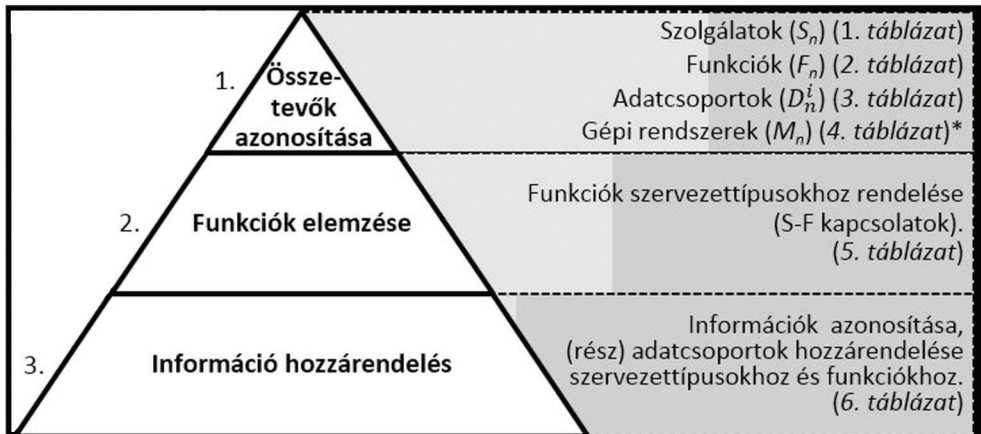 1.
Össze-
tevők
azonosítása
Szolgálatok (Sₙ) (1. táblázat)
Funkciók (Fₙ) (2. táblázat)
Adatcsoportok (Dₙⁱ) (3. táblázat)
Gépi rendszerek (Mₙ) (4. táblázat)*
2.
Funkciók elemzése
Funkciók szervezettípusokhoz rendelése
(S-F kapcsolatok).
(5. táblázat)
3.
Információ hozzárendelés
Információk azonosítása,
(rész) adatcsoportok hozzárendelése
szervezettípusokhoz és funkciókhoz.
(6. táblázat)